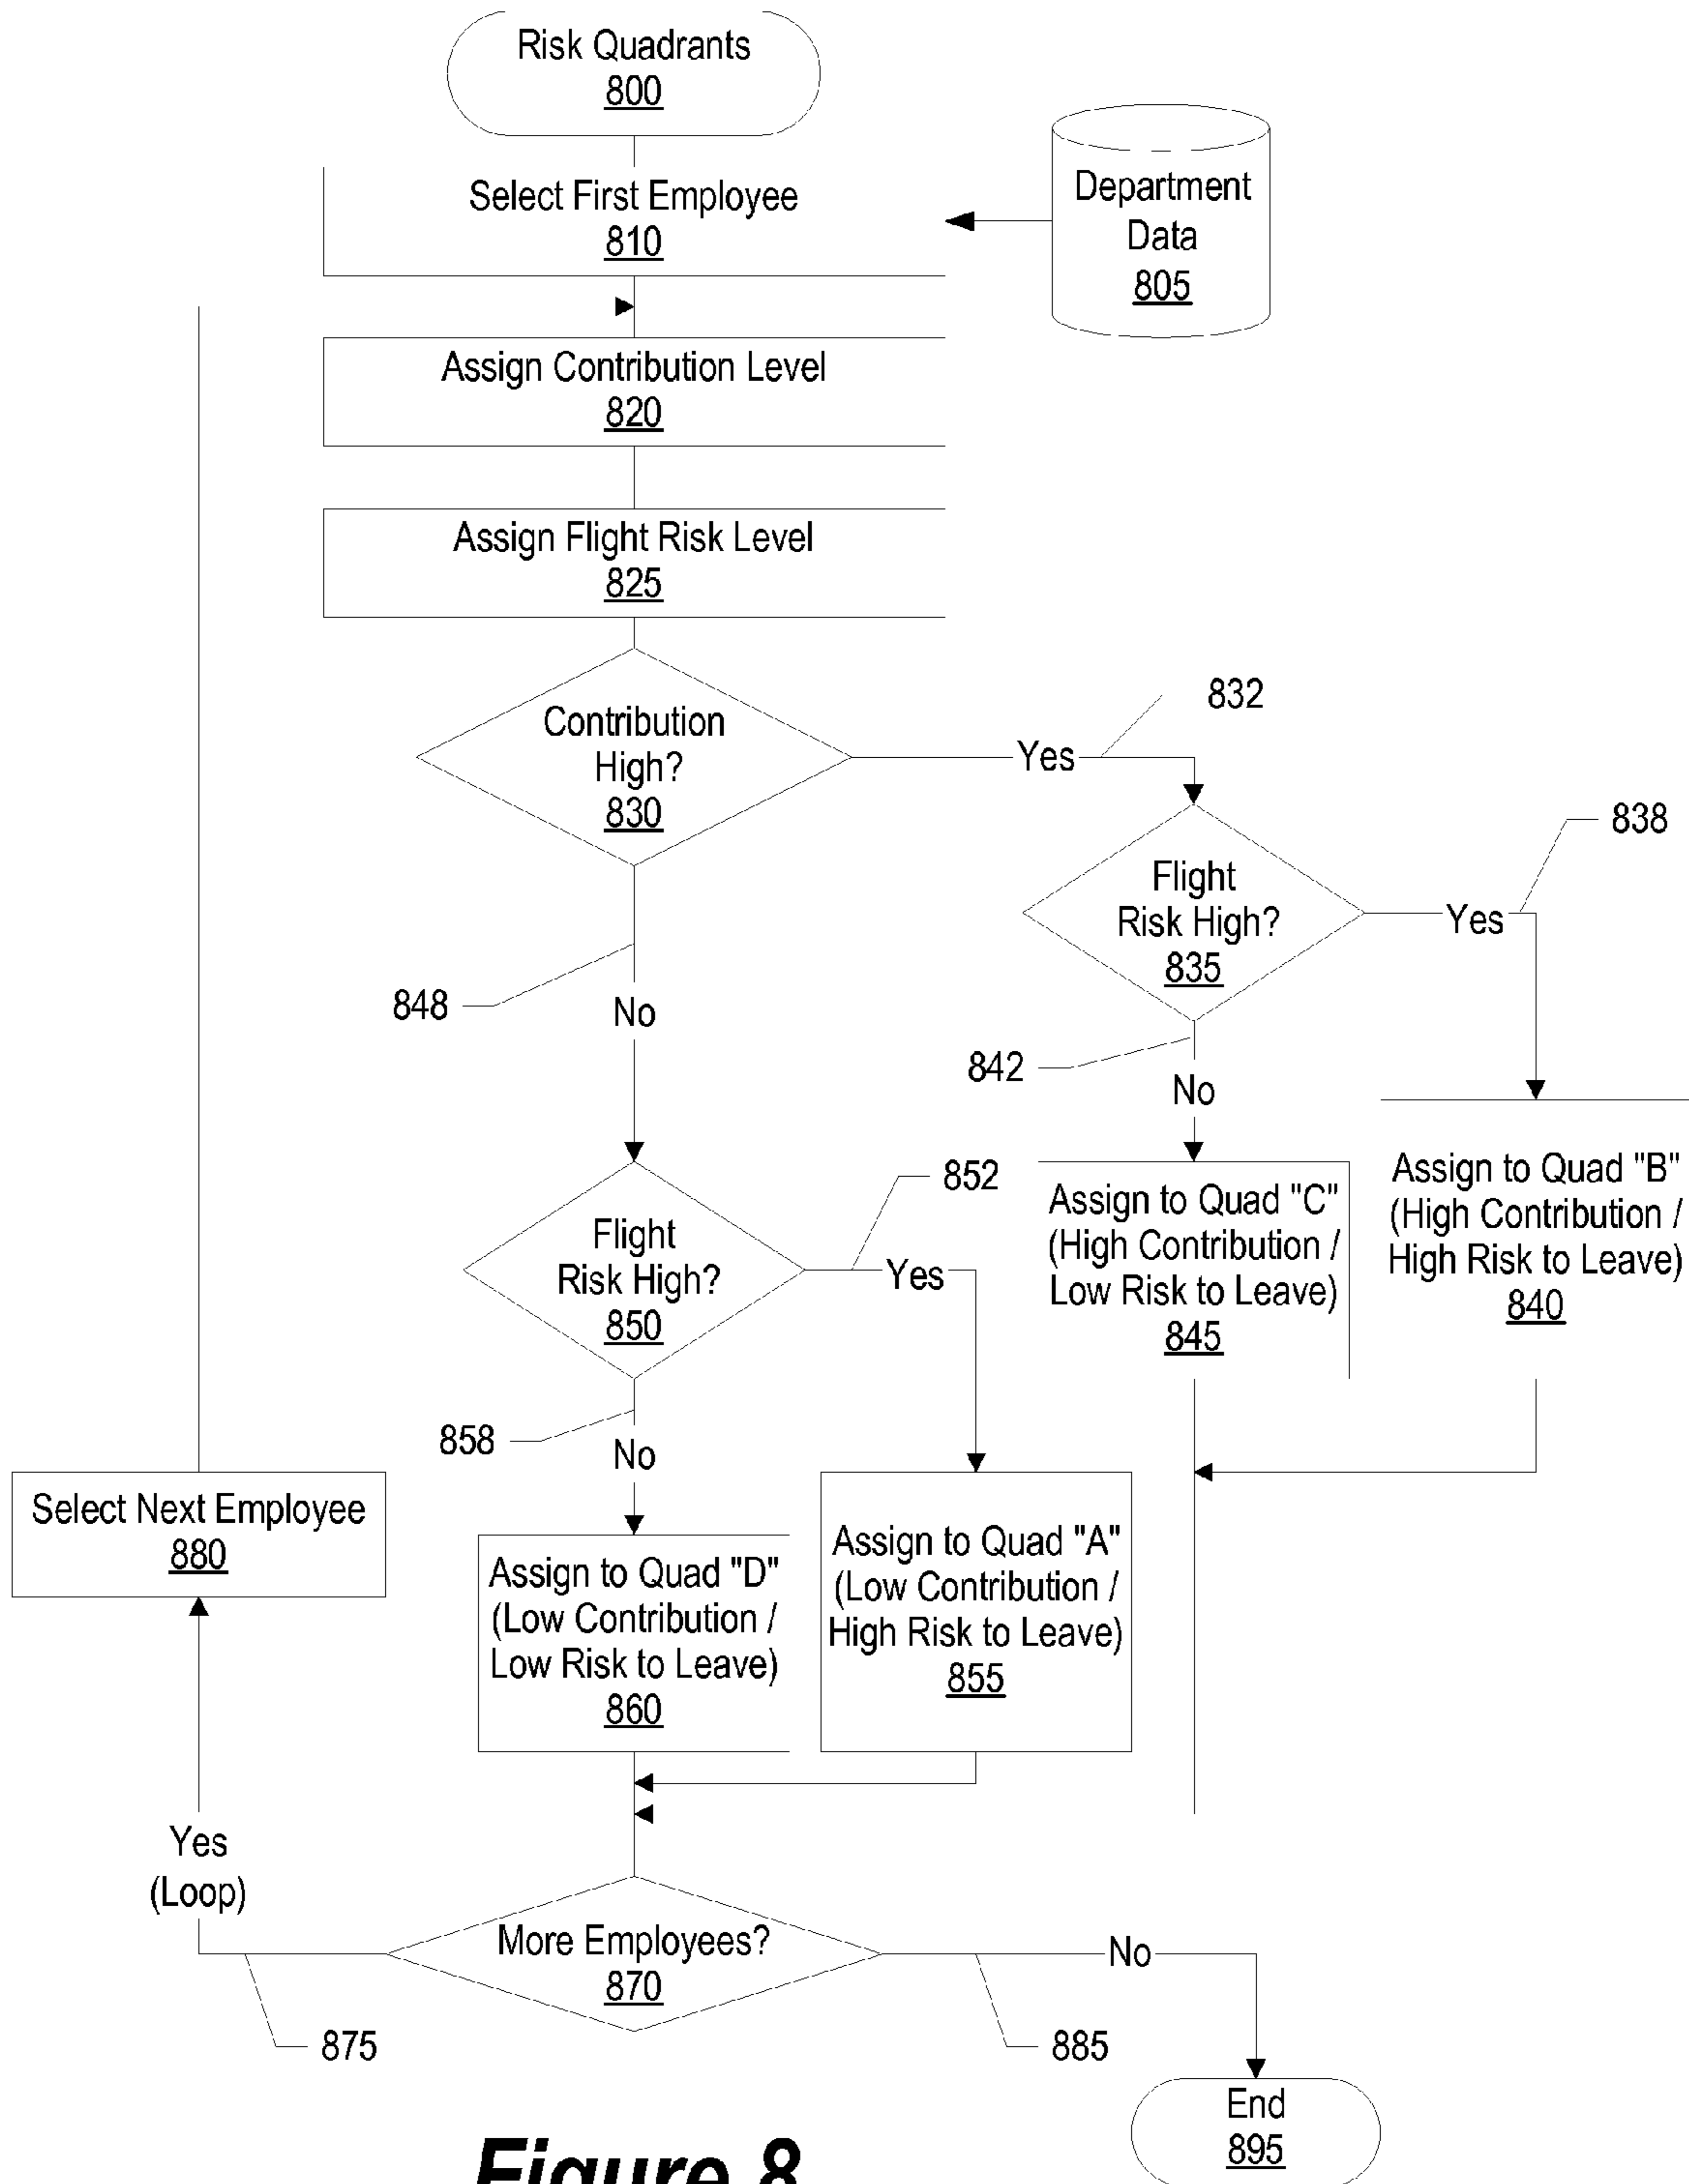 Risk Quadrants
800
Department
Data
805
Select First Employee
810
Assign Contribution Level
820
Assign Flight Risk Level
825
Contribution
High?
830
Yes
832
Flight
Risk High?
835
Yes
838
848
No
842
No
Assign to Quad "B"
(High Contribution /
High Risk to Leave)
840
Assign to Quad "C"
(High Contribution /
Low Risk to Leave)
845
Flight
Risk High?
850
852
Yes
858
No
Select Next Employee
880
Assign to Quad "D"
(Low Contribution /
Low Risk to Leave)
860
Assign to Quad "A"
(Low Contribution /
High Risk to Leave)
855
Yes
(Loop)
More Employees?
870
No
875
885
End
895
Figure 8